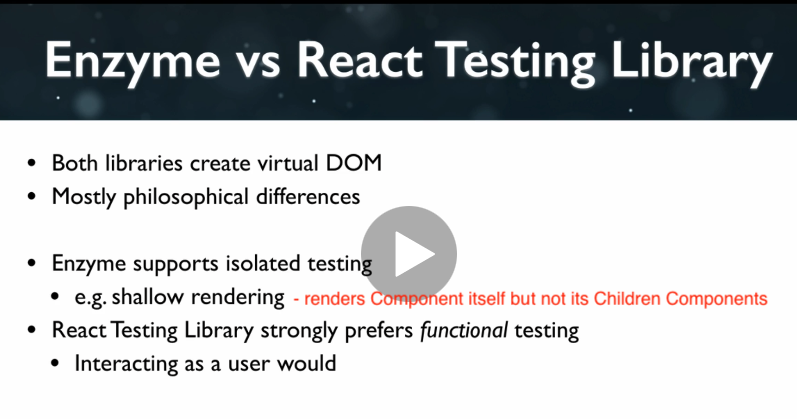 Enzyme vs React Testing Library
• Both libraries create virtual DOM
• Mostly philosophical differences
• Enzyme supports isolated testing
• e.g. shallow rendering - renders Component itself but not its Children Components
• React Testing Library strongly prefers functional testing
• Interacting as a user would